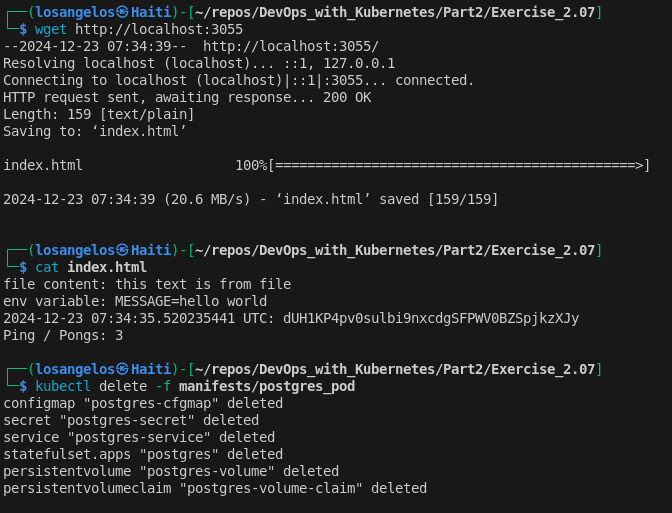 ┌──(losangelos㉿Haiti)-[~/repos/DevOps_with_Kubernetes/Part2/Exercise_2.07]
└─$ wget http://localhost:3055
--2024-12-23 07:34:39--  http://localhost:3055/
Resolving localhost (localhost)... ::1, 127.0.0.1
Connecting to localhost (localhost)|::1|:3055... connected.
HTTP request sent, awaiting response... 200 OK
Length: 159 [text/plain]
Saving to: ‘index.html’
index.html                   100%[=============================================>]
2024-12-23 07:34:39 (20.6 MB/s) - ‘index.html’ saved [159/159]
┌──(losangelos㉿Haiti)-[~/repos/DevOps_with_Kubernetes/Part2/Exercise_2.07]
└─$ cat index.html
file content: this text is from file
env variable: MESSAGE=hello world
2024-12-23 07:34:35.520235441 UTC: dUH1KP4pv0sulbi9nxcdgSFPWV0BZSpjkzXJy
Ping / Pongs: 3
┌──(losangelos㉿Haiti)-[~/repos/DevOps_with_Kubernetes/Part2/Exercise_2.07]
└─$ kubectl delete -f manifests/postgres_pod
configmap "postgres-cfgmap" deleted
secret "postgres-secret" deleted
service "postgres-service" deleted
statefulset.apps "postgres" deleted
persistentvolume "postgres-volume" deleted
persistentvolumeclaim "postgres-volume-claim" deleted